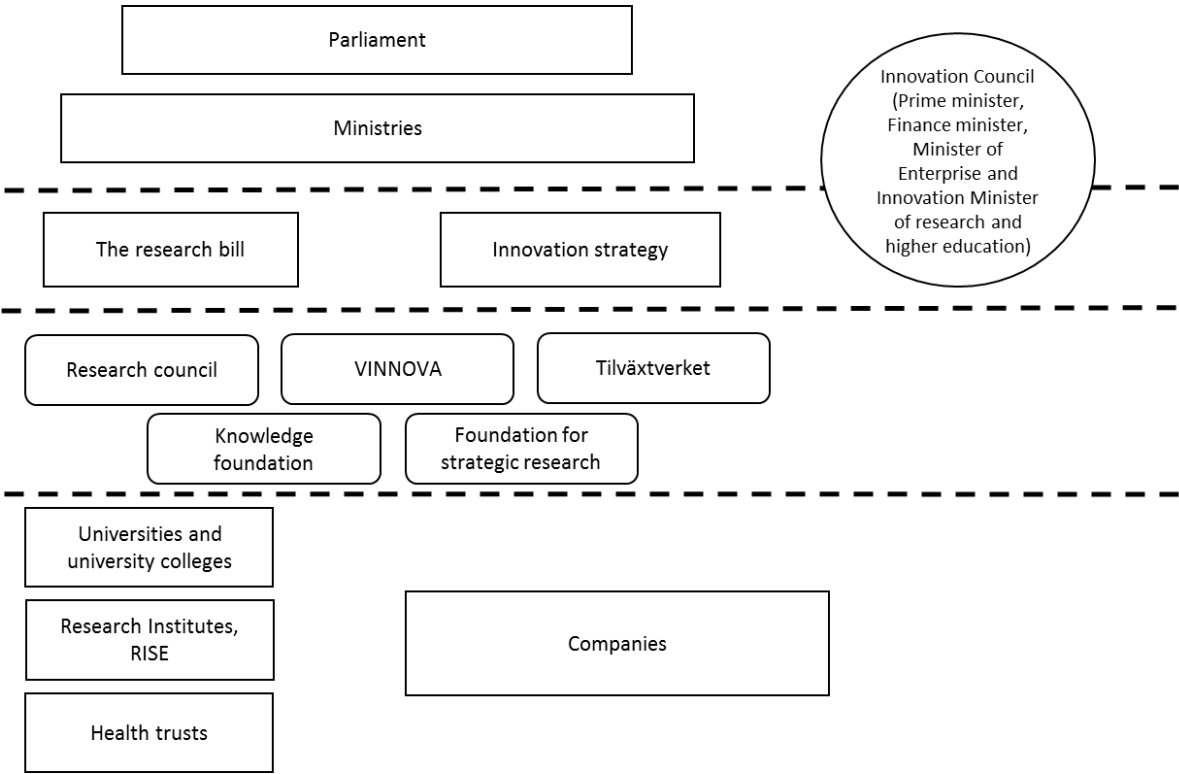 Parliament
Ministries
Innovation Council
(Prime minister,
Finance minister,
Minister of
Enterprise and
Innovation Minister
of research and
higher education)
The research bill
Innovation strategy
Research council
VINNOVA
Tilväxtverket
Knowledge
foundation
Foundation for
strategic research
Universities and
university colleges
Research Institutes,
RISE
Health trusts
Companies